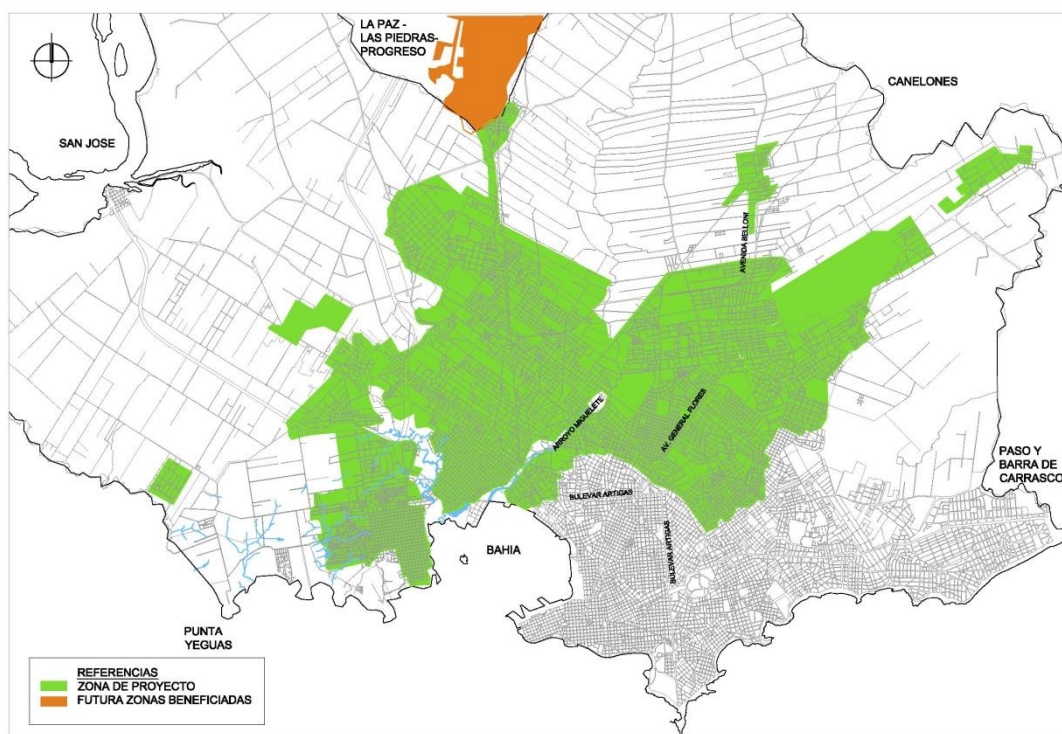 LA PAZ -
LAS PIEDRAS-
PROGRESO
CANELONES
SAN JOSE
AVENIDA BELLONI
ARROYO MIGUELETE
AV. GENERAL FLORES
PASO Y
BARRA DE
CARRASCO
BULEVAR ARTIGAS
BULEVAR ARTIGAS
BAHIA
PUNTA
YEGUAS
REFERENCIAS
ZONA DE PROYECTO
FUTURA ZONAS BENEFICIADAS